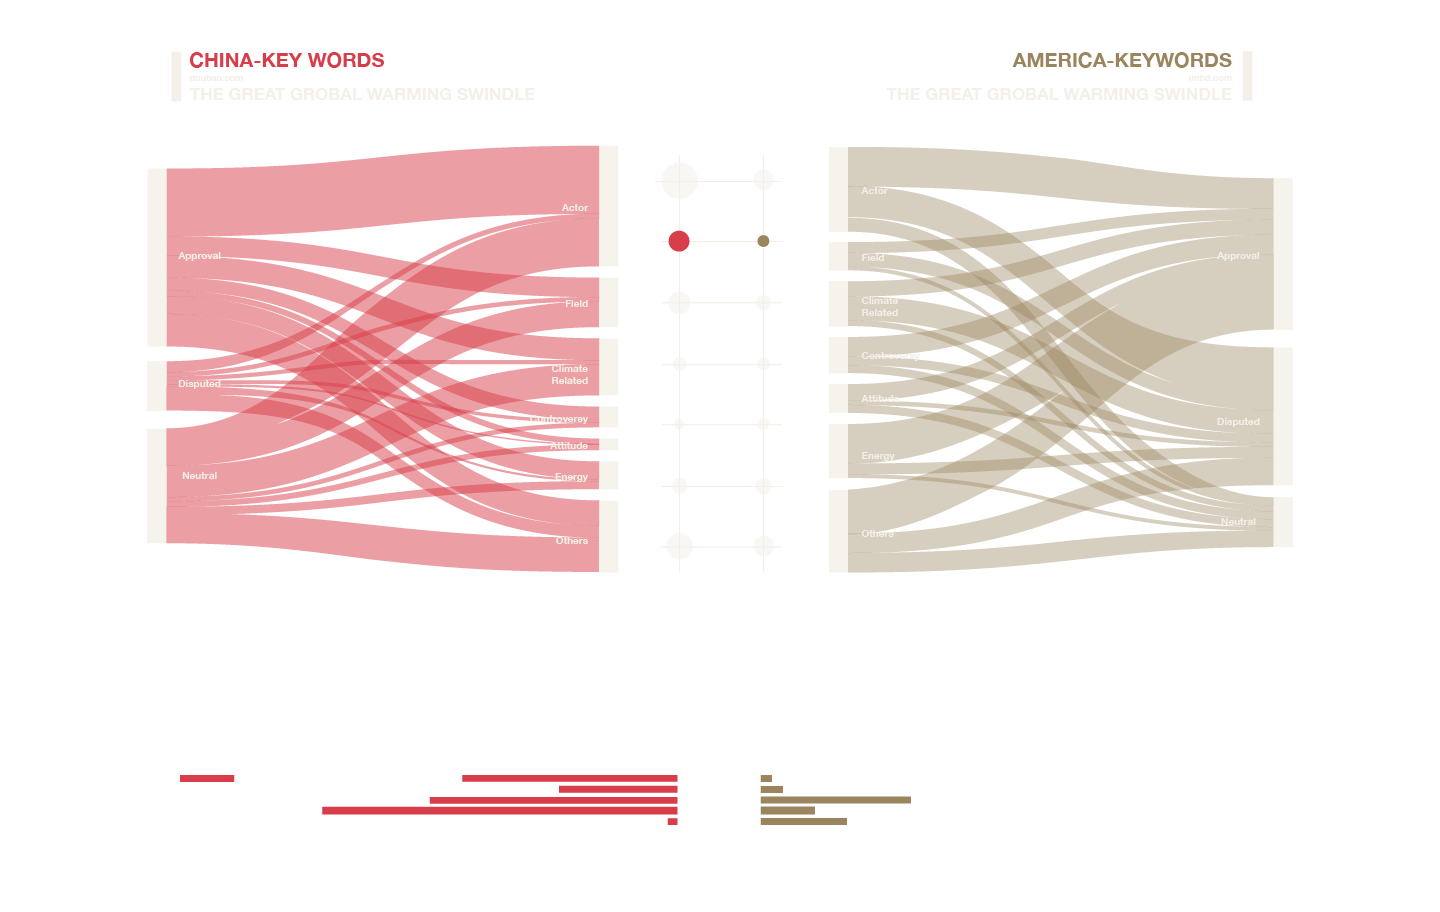 CHINA-KEY WORDS
douban.com
THE GREAT GROBAL WARMING SWINDLE
AMERICA-KEYWORDS
imbd.com
THE GREAT GROBAL WARMING SWINDLE
Approval
Disputed
Neutral
Actor
Field
Climate
Related
Controversy
Attitude
Energy
Others
Actor
Field
Climate
Related
Controversy
Attitude
Energy
Others
Approval
Disputed
Neutral